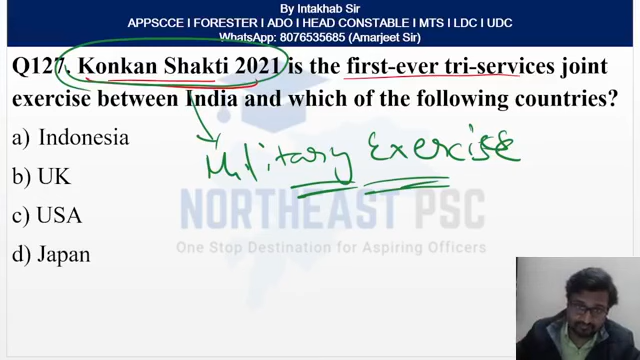 By Intakhab Sir
APPSCCE I FORESTER I ADO I HEAD CONSTABLE I MTS I LDC I UDC
WhatsApp: 8076535685 (Amarjeet Sir)
Q127. Konkan Shakti 2021 is the first-ever tri-services joint
exercise between India and which of the following countries?
a) Indonesia
Military Exercise
b) UK
c) USA
d) Japan
NORTHEAST PSC
One Stop Destination for Aspiring Officers